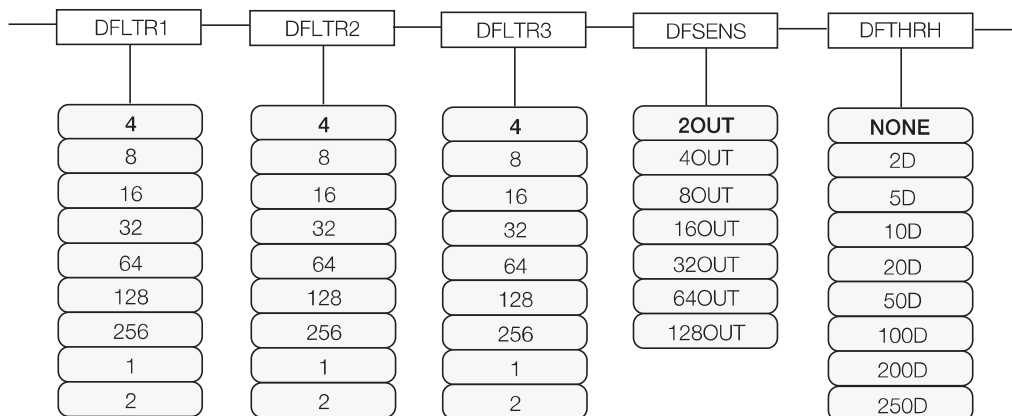 DFLTR1 DFLTR2 DFLTR3 DFSENS DFTHRH
4 4 4 2OUT NONE
8 8 8 4OUT 2D
16 16 16 8OUT 5D
32 32 32 16OUT 10D
64 64 64 32OUT 20D
128 128 128 64OUT 50D
256 256 256 128OUT 100D
1 1 1 200D
2 2 2 250D